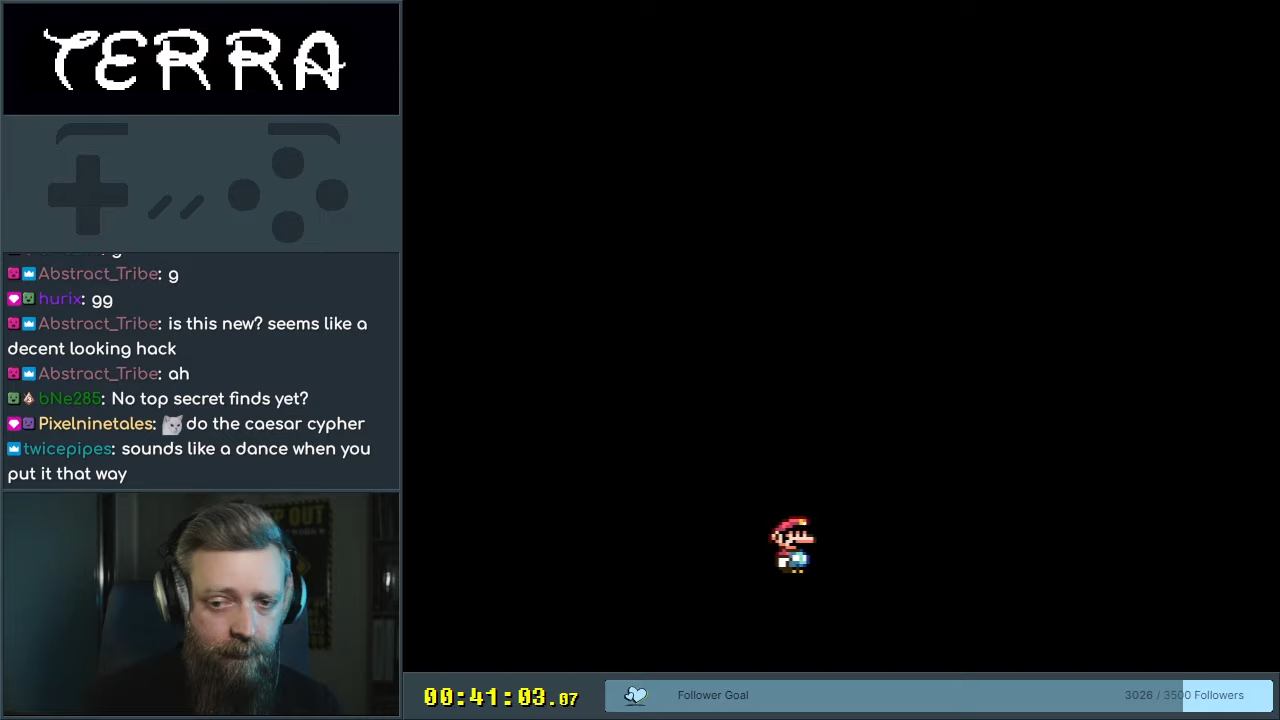 TERRA
Abstract_Tribe: g
hurix: gg
Abstract_Tribe: is this new? seems like a
decent looking hack
Abstract_Tribe: ah
bNe285: No top secret finds yet?
Pixelninetales: do the caesar cypher
twicepipes: sounds like a dance when you
put it that way
00:41:03.07
Follower Goal
3026 / 3500 Followers